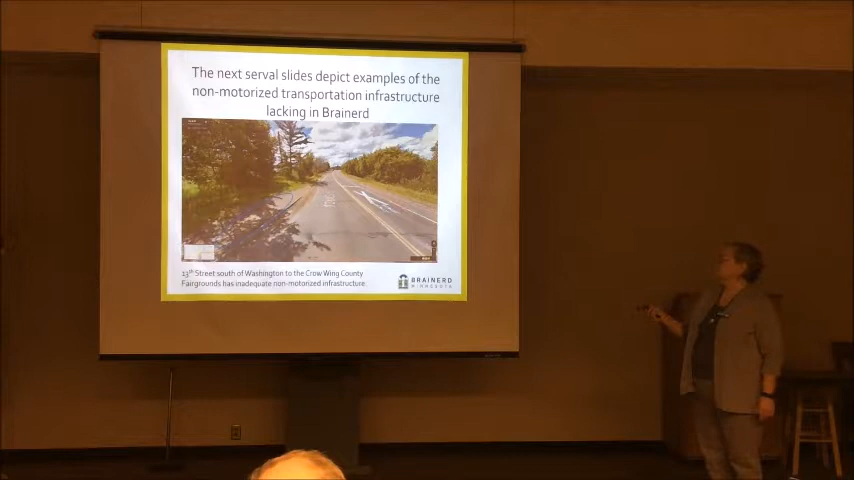 The next serval slides depict examples of the
non-motorized transportation infrastructure
lacking in Brainerd
13th Street south of Washington to the Crow Wing County
Fairgrounds has inadequate non-motorized infrastructure.
BRAINERD
MINNESOTA